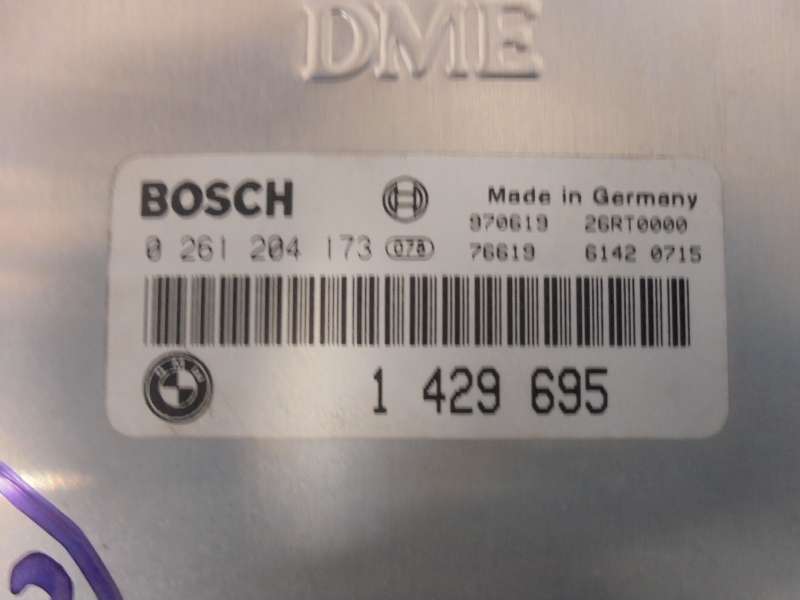 DME
BOSCH
Made in Germany
970619 26RT0000
0 261 204 173 078 76619 6142 0715
1 429 695